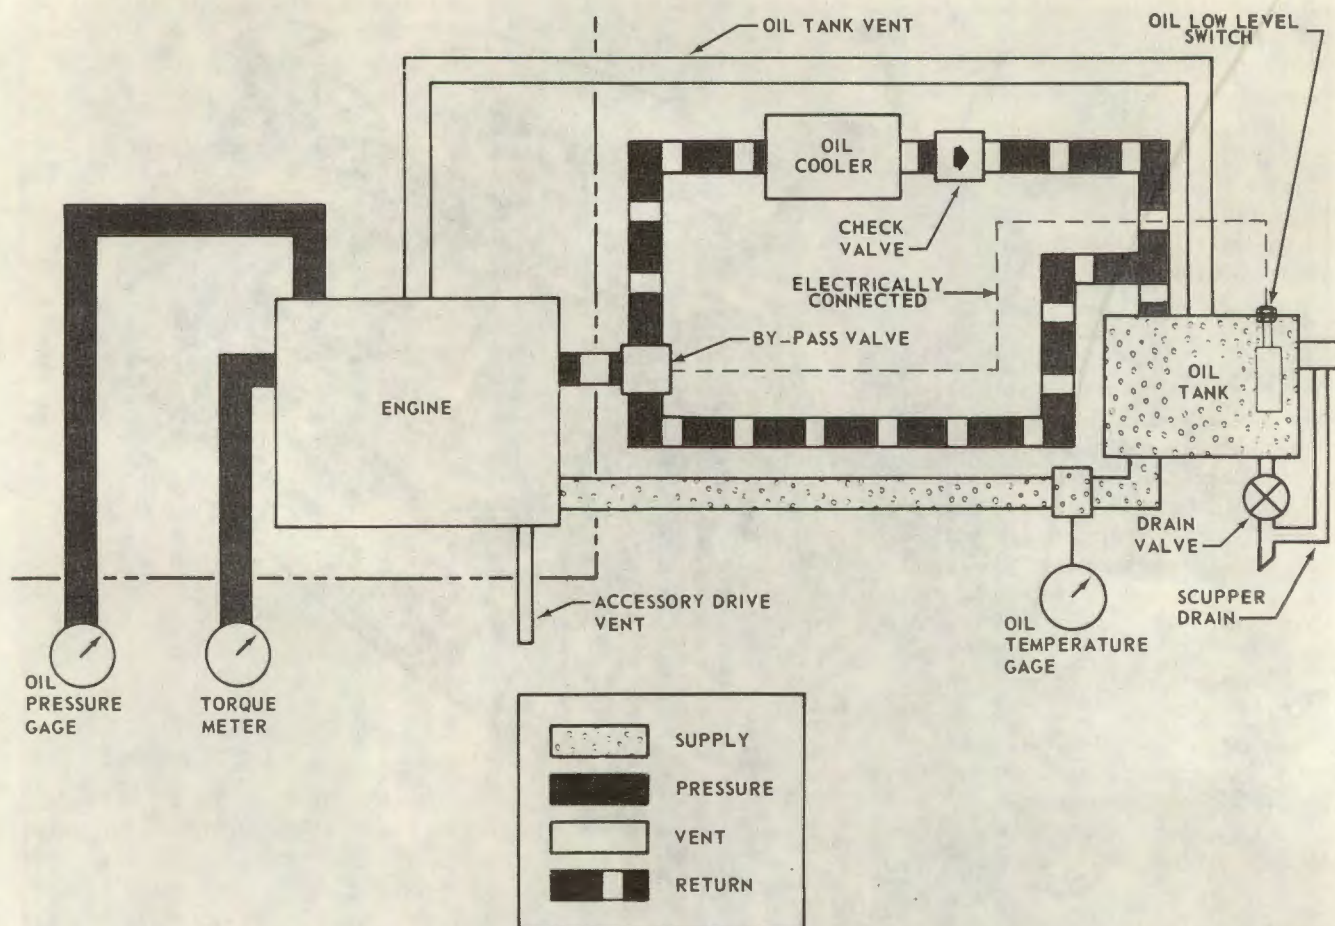 OIL TANK VENT
OIL LOW LEVEL
SWITCH
OIL
COOLER
CHECK
VALVE
ELECTRICALLY
CONNECTED
BY-PASS VALVE
ENGINE
OIL
TANK
DRAIN
VALVE
SCUPPER
DRAIN
ACCESSORY DRIVE
VENT
OIL
TEMPERATURE
GAGE
OIL
PRESSURE
GAGE
TORQUE
METER
SUPPLY
PRESSURE
VENT
RETURN